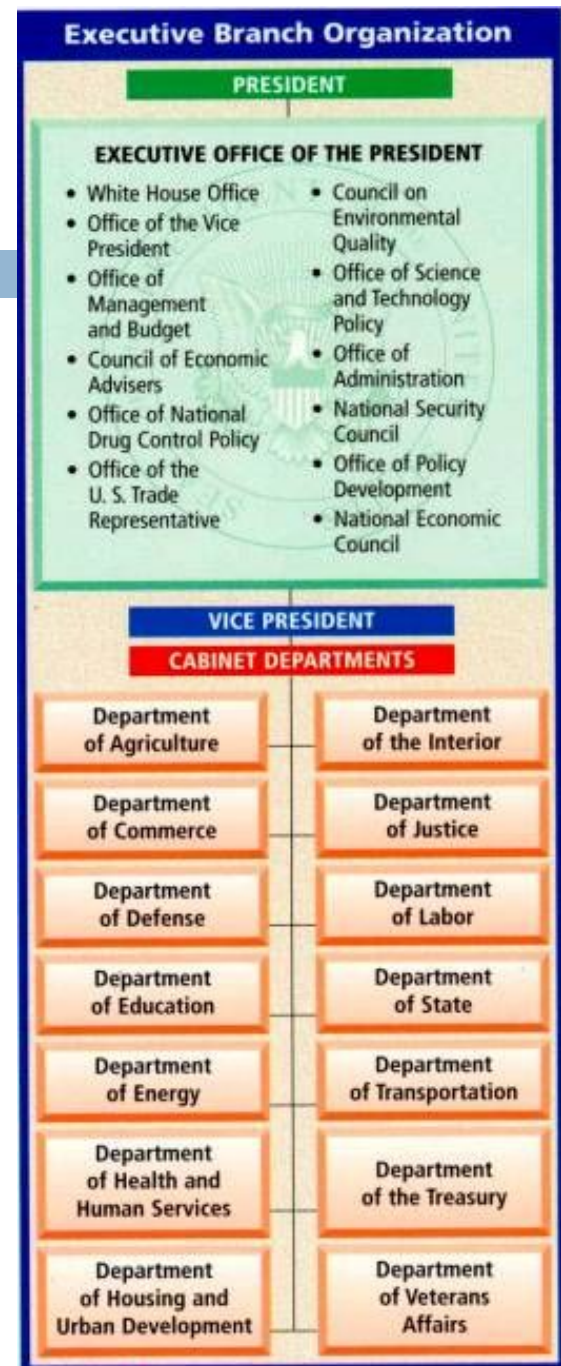 Executive Branch Organization
PRESIDENT
EXECUTIVE OFFICE OF THE PRESIDENT
• White House Office
• Office of the Vice
President
• Office of
Management
and Budget
• Council of Economic
Advisers
• Office of National
Drug Control Policy
• Office of the
U. S. Trade
Representative
• Council on
Environmental
Quality
• Office of Science
and Technology
Policy
• Office of
Administration
• National Security
Council
• Office of Policy
Development
• National Economic
Council
VICE PRESIDENT
CABINET DEPARTMENTS
Department
of Agriculture
Department
of the Interior
Department
of Commerce
Department
of Justice
Department
of Defense
Department
of Labor
Department
of Education
Department
of State
Department
of Energy
Department
of Transportation
Department
of Health and
Human Services
Department
of the Treasury
Department
of Housing and
Urban Development
Department
of Veterans
Affairs